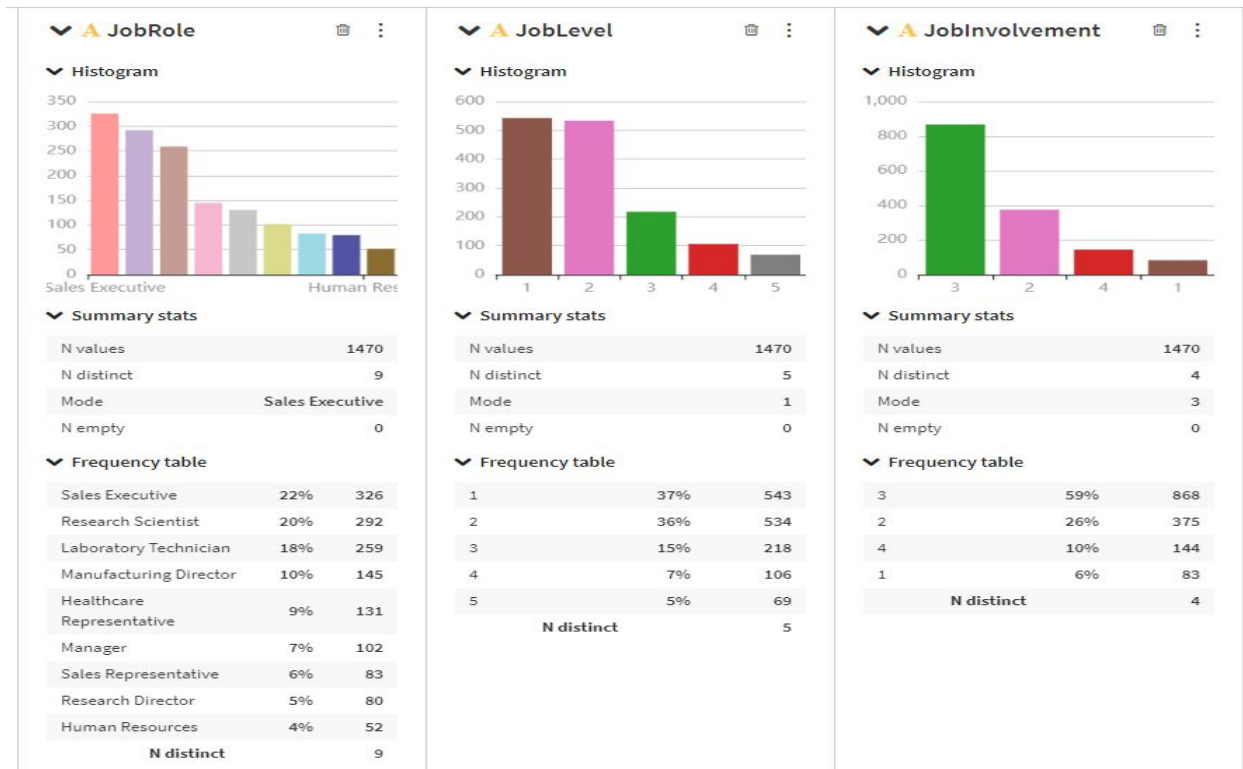 A JobRole
Histogram
350
300
250
200
150
100
50
0
Sales Executive Human Res
Summary stats
N values 1470
N distinct 9
Mode Sales Executive
N empty 0
Frequency table
Sales Executive 22% 326
Research Scientist 20% 292
Laboratory Technician 18% 259
Manufacturing Director 10% 145
Healthcare
Representative 9% 131
Manager 7% 102
Sales Representative 6% 83
Research Director 5% 80
Human Resources 4% 52
N distinct 9
A JobLevel
Histogram
600
500
400
300
200
100
0
1 2 3 4 5
Summary stats
N values 1470
N distinct 5
Mode 1
N empty 0
Frequency table
1 37% 543
2 36% 534
3 15% 218
4 7% 106
5 5% 69
N distinct 5
A JobInvolvement
Histogram
1,000
800
600
400
200
0
3 2 4 1
Summary stats
N values 1470
N distinct 4
Mode 3
N empty 0
Frequency table
3 59% 868
2 26% 375
4 10% 144
1 6% 83
N distinct 4